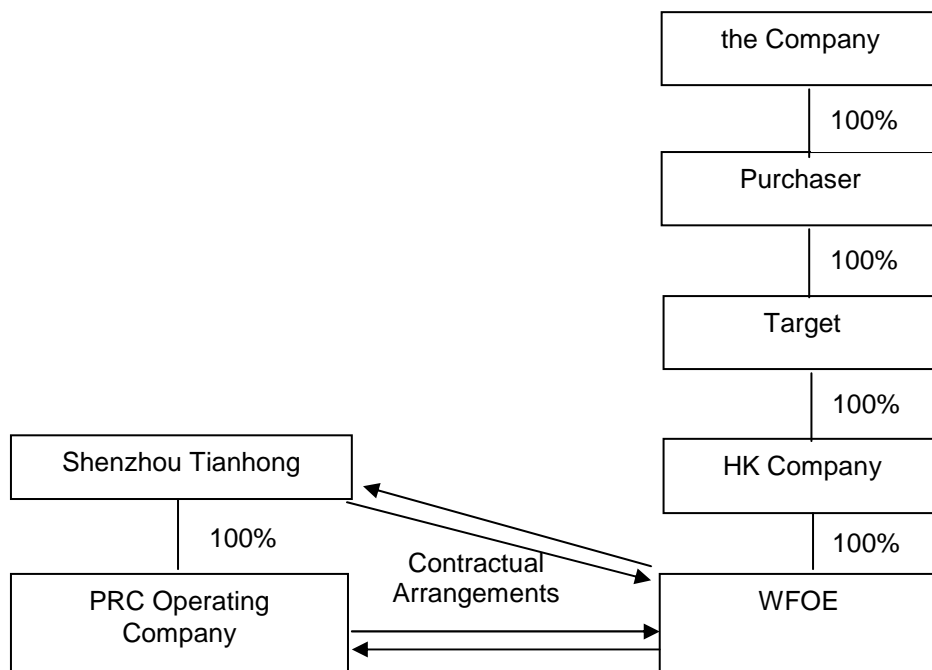 the Company
100%
Purchaser
100%
Target
100%
Shenzhou Tianhong
HK Company
100%
100%
Contractual
Arrangements
PRC Operating
Company
WFOE